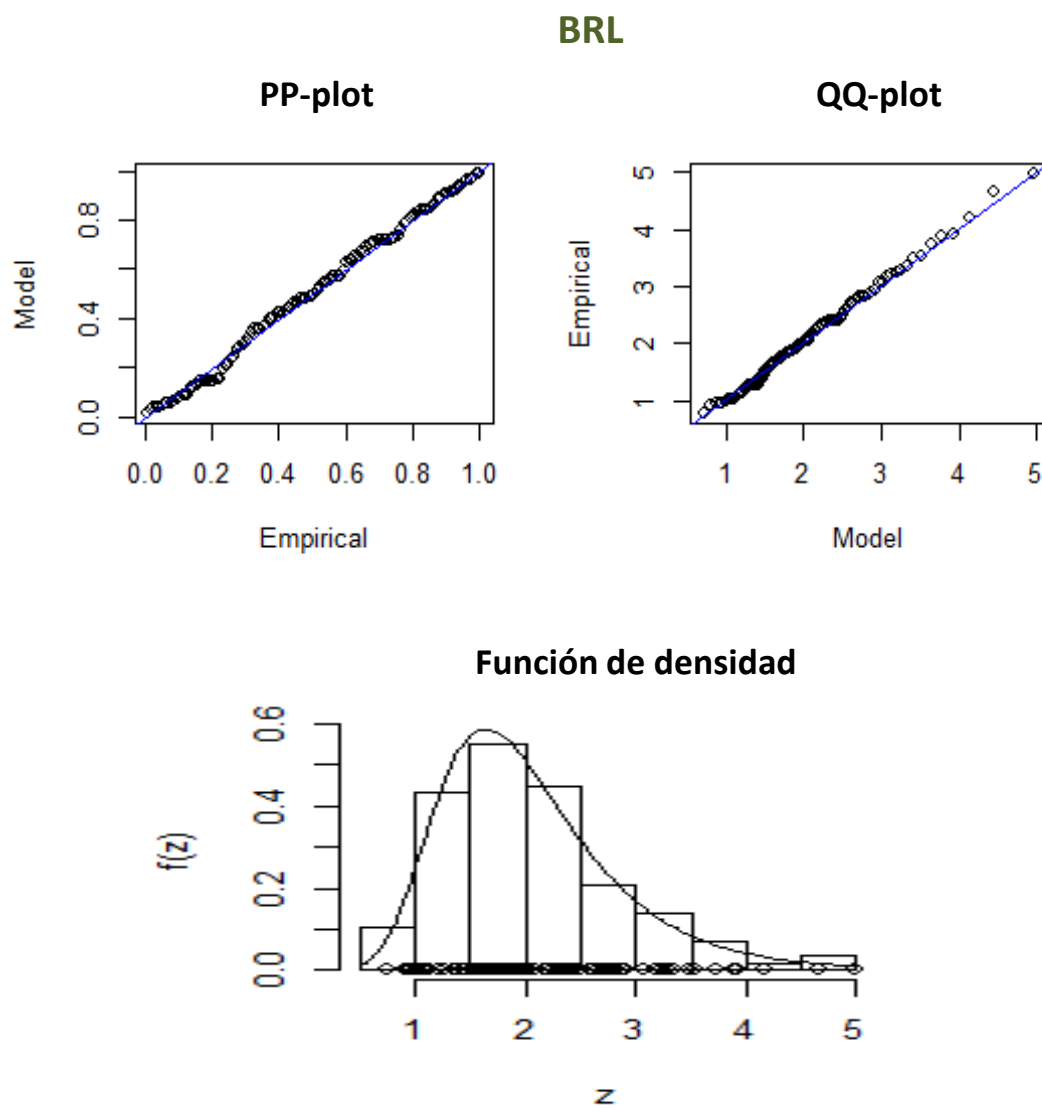 BRL
PP-plot
QQ-plot
Model
0.0 0.4 0.8
0.0 0.2 0.4 0.6 0.8 1.0
Empirical
Empirical
1 2 3 4 5
1 2 3 4 5
Model
Función de densidad
f(z)
0.0 0.2 0.4 0.6
1 2 3 4 5
z